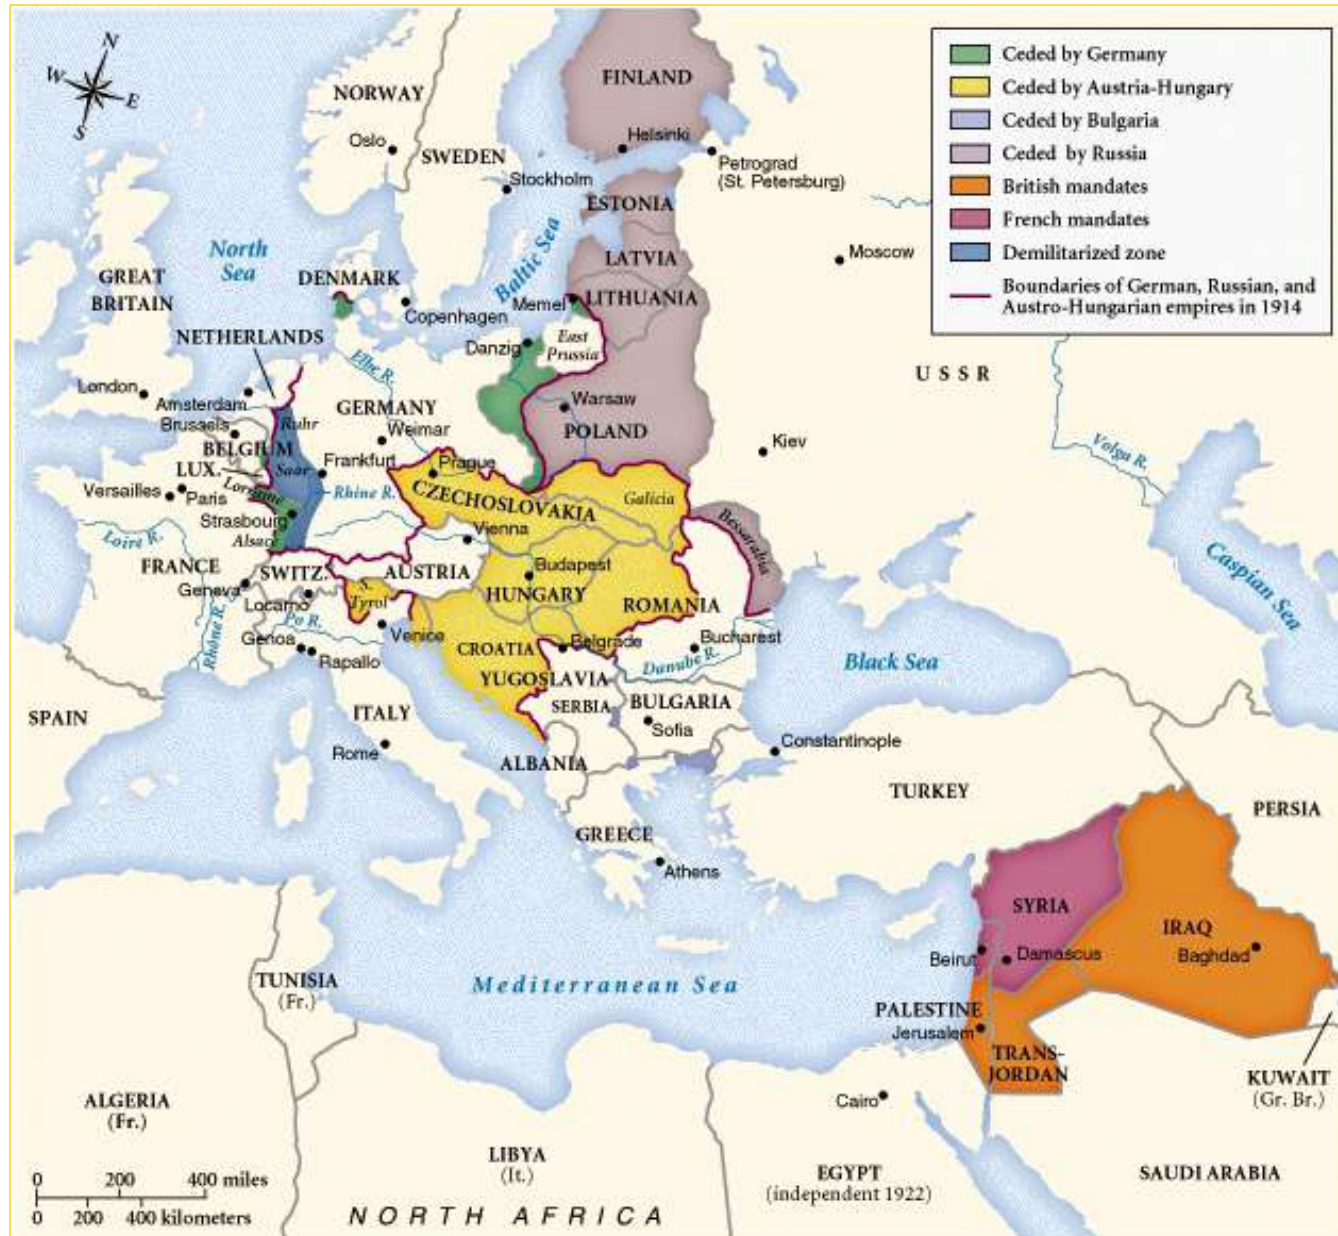 N
W
E
S
Ceded by Germany
Ceded by Austria-Hungary
Ceded by Bulgaria
Ceded by Russia
British mandates
French mandates
Demilitarized zone
Boundaries of German, Russian, and
Austro-Hungarian empires in 1914
FINLAND
NORWAY
Helsinki
Oslo
SWEDEN
Petrograd
(St. Petersburg)
Stockholm
ESTONIA
Baltic Sea
North
Sea
LATVIA
Moscow
GREAT
BRITAIN
DENMARK
Memel
LITHUANIA
Copenhagen
NETHERLANDS
Danzig
East
Prussia
Elbe R.
USSR
London
Amsterdam
GERMANY
Warsaw
Brussels
Ruhr
Weimar
POLAND
Kiev
Volga R.
BELGIUM
LUX.
Saar
Frankfurt
Prague
Versailles
Paris
Lorraine
Rhine R.
CZECHOSLOVAKIA
Galicia
Strasbourg
Alsace
Vienna
Bessarabia
Loire R.
FRANCE
SWITZ.
AUSTRIA
Budapest
Caspian Sea
Geneva
Locarno
S.
Tyrol
HUNGARY
ROMANIA
Rhône R.
Po R.
Genoa
Rapallo
Venice
CROATIA
Belgrade
Bucharest
Danube R.
Black Sea
YUGOSLAVIA
SPAIN
ITALY
SERBIA
BULGARIA
Sofia
Rome
Constantinople
ALBANIA
TURKEY
PERSIA
GREECE
Athens
SYRIA
IRAQ
Beirut
Damascus
Baghdad
Mediterranean Sea
TUNISIA
(Fr.)
PALESTINE
Jerusalem
TRANS-
JORDAN
KUWAIT
(Gr. Br.)
ALGERIA
(Fr.)
Cairo
LIBYA
(It.)
EGYPT
(independent 1922)
SAUDI ARABIA
0 200 400 miles
0 200 400 kilometers
NORTH AFRICA